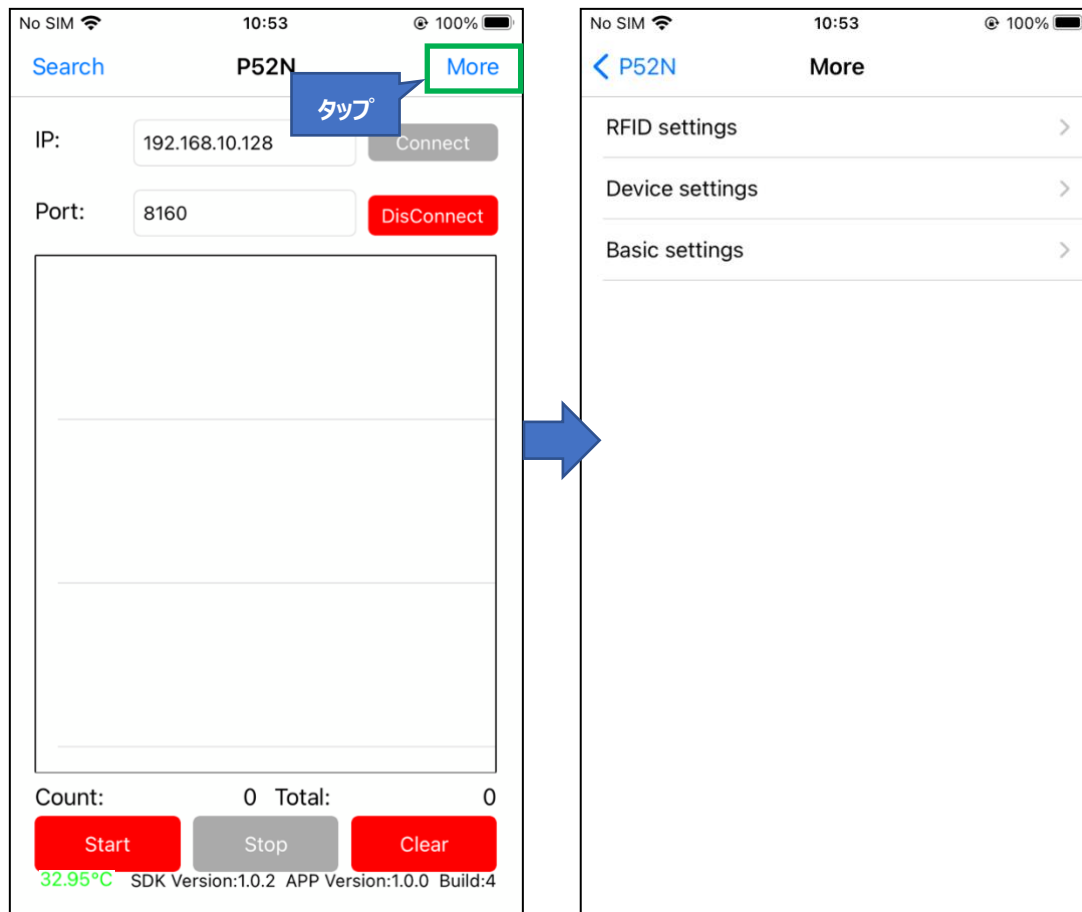 No SIM 10:53 100%
Search P52N More
タップ
IP: 192.168.10.128 Connect
Port: 8160 DisConnect
Count: 0 Total: 0
Start Stop Clear
32.95°C SDK Version:1.0.2 APP Version:1.0.0 Build:4
No SIM 10:53 100%
P52N More
RFID settings
Device settings
Basic settings